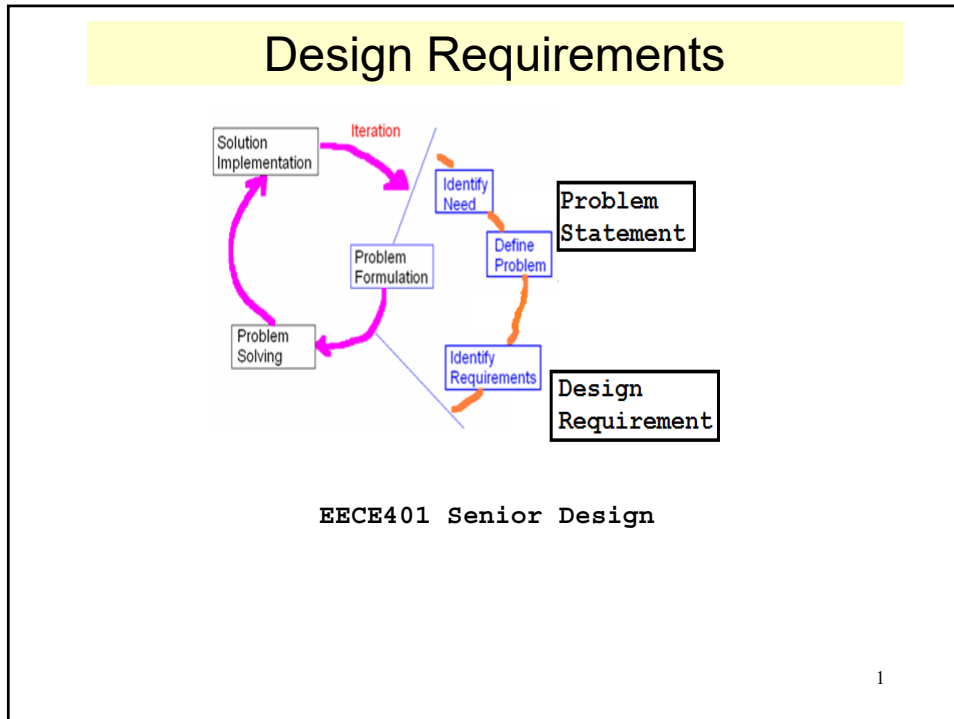 Design Requirements
Solution
Implementation
Iteration
Identify
Need
Problem
Statement
Define
Problem
Problem
Formulation
Problem
Solving
Identify
Requirements
Design
Requirement
EECE401 Senior Design
1